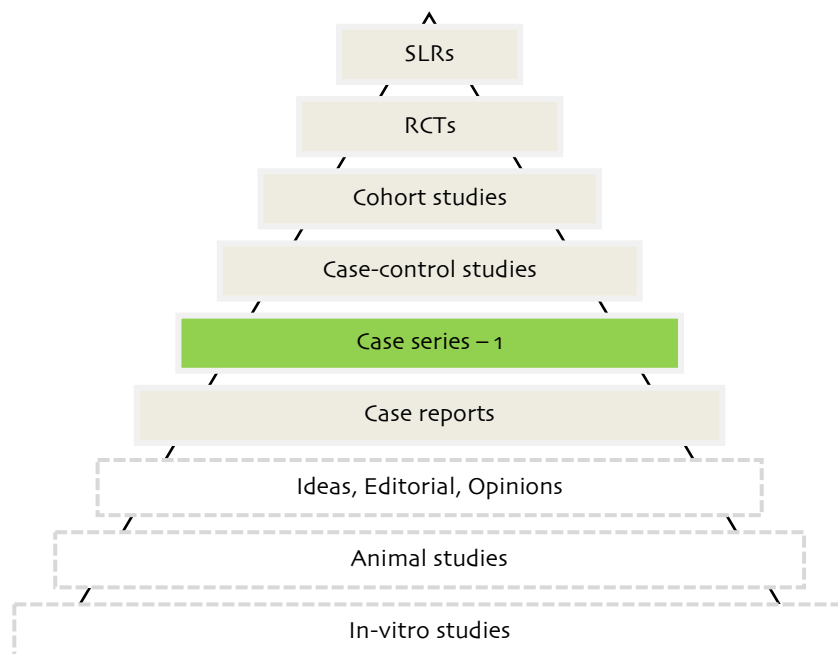 SLRs
RCTs
Cohort studies
Case-control studies
Case series – 1
Case reports
Ideas, Editorial, Opinions
Animal studies
In-vitro studies